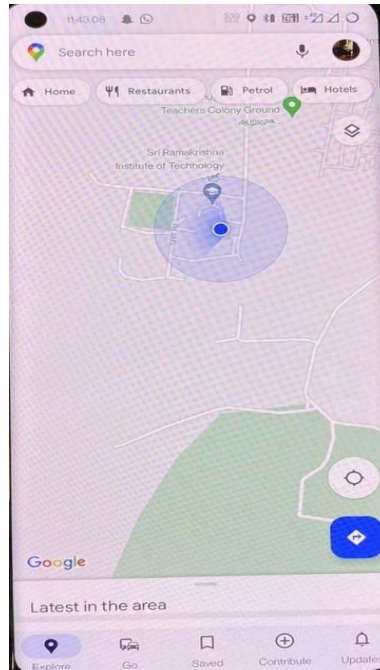 11:43:08
Search here
Home Restaurants Petrol Hotels
Teachers Colony Ground
Sri Ramakrishna
Institute of Technology
Google
Latest in the area
Explore Go Saved Contribute Updates